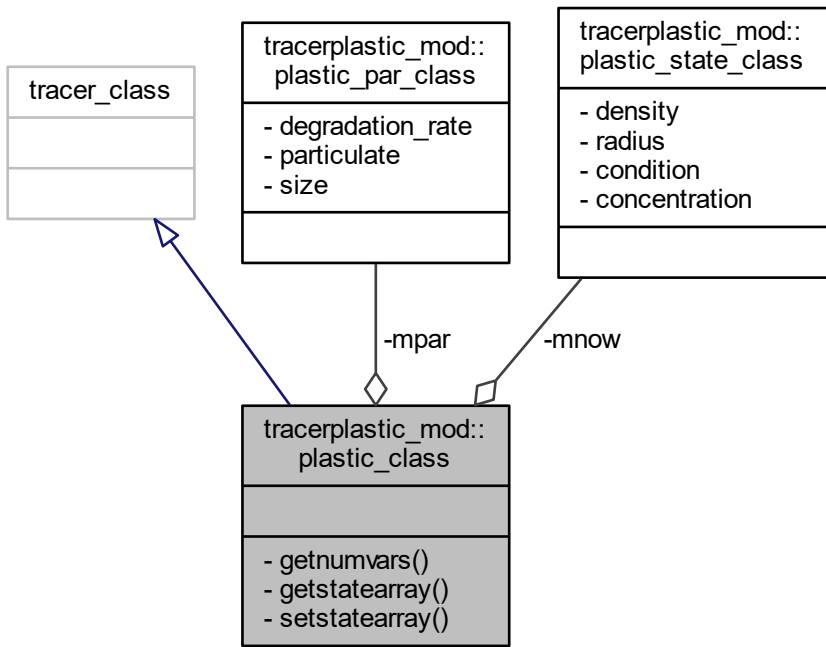 tracer_class
tracerplastic_mod::
plastic_par_class
- degradation_rate
- particulate
- size
tracerplastic_mod::
plastic_state_class
- density
- radius
- condition
- concentration
-mpar
-mnow
tracerplastic_mod::
plastic_class
- getnumvars()
- getstatearray()
- setstatearray()